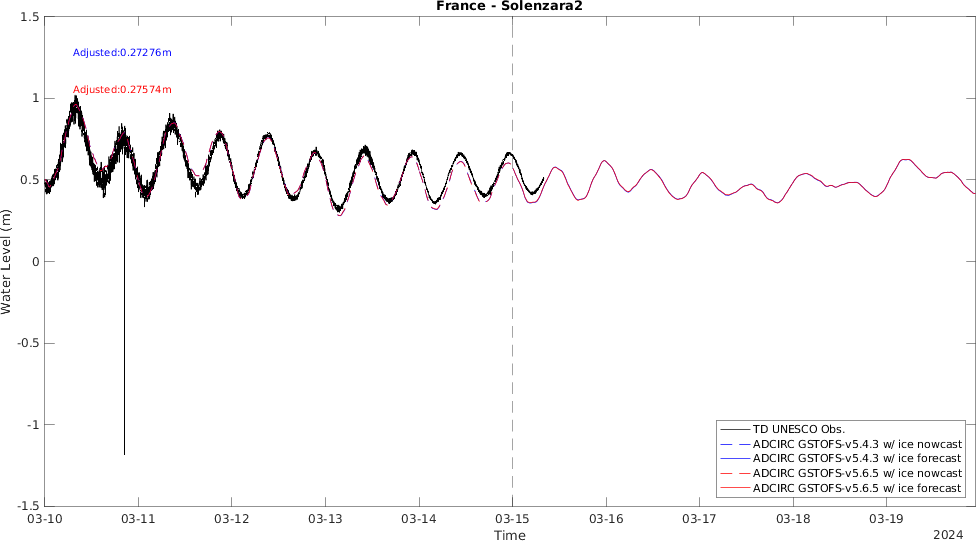 France - Solenzara2
Adjusted:0.27276m
Adjusted:0.27574m
Water Level (m)
1.5
1
0.5
0
-0.5
-1
-1.5
TD UNESCO Obs.
ADCIRC GSTOFS-v5.4.3 w/ ice nowcast
ADCIRC GSTOFS-v5.4.3 w/ ice forecast
ADCIRC GSTOFS-v5.6.5 w/ ice nowcast
ADCIRC GSTOFS-v5.6.5 w/ ice forecast
03-10 03-11 03-12 03-13 03-14 03-15 03-16 03-17 03-18 03-19
Time
2024